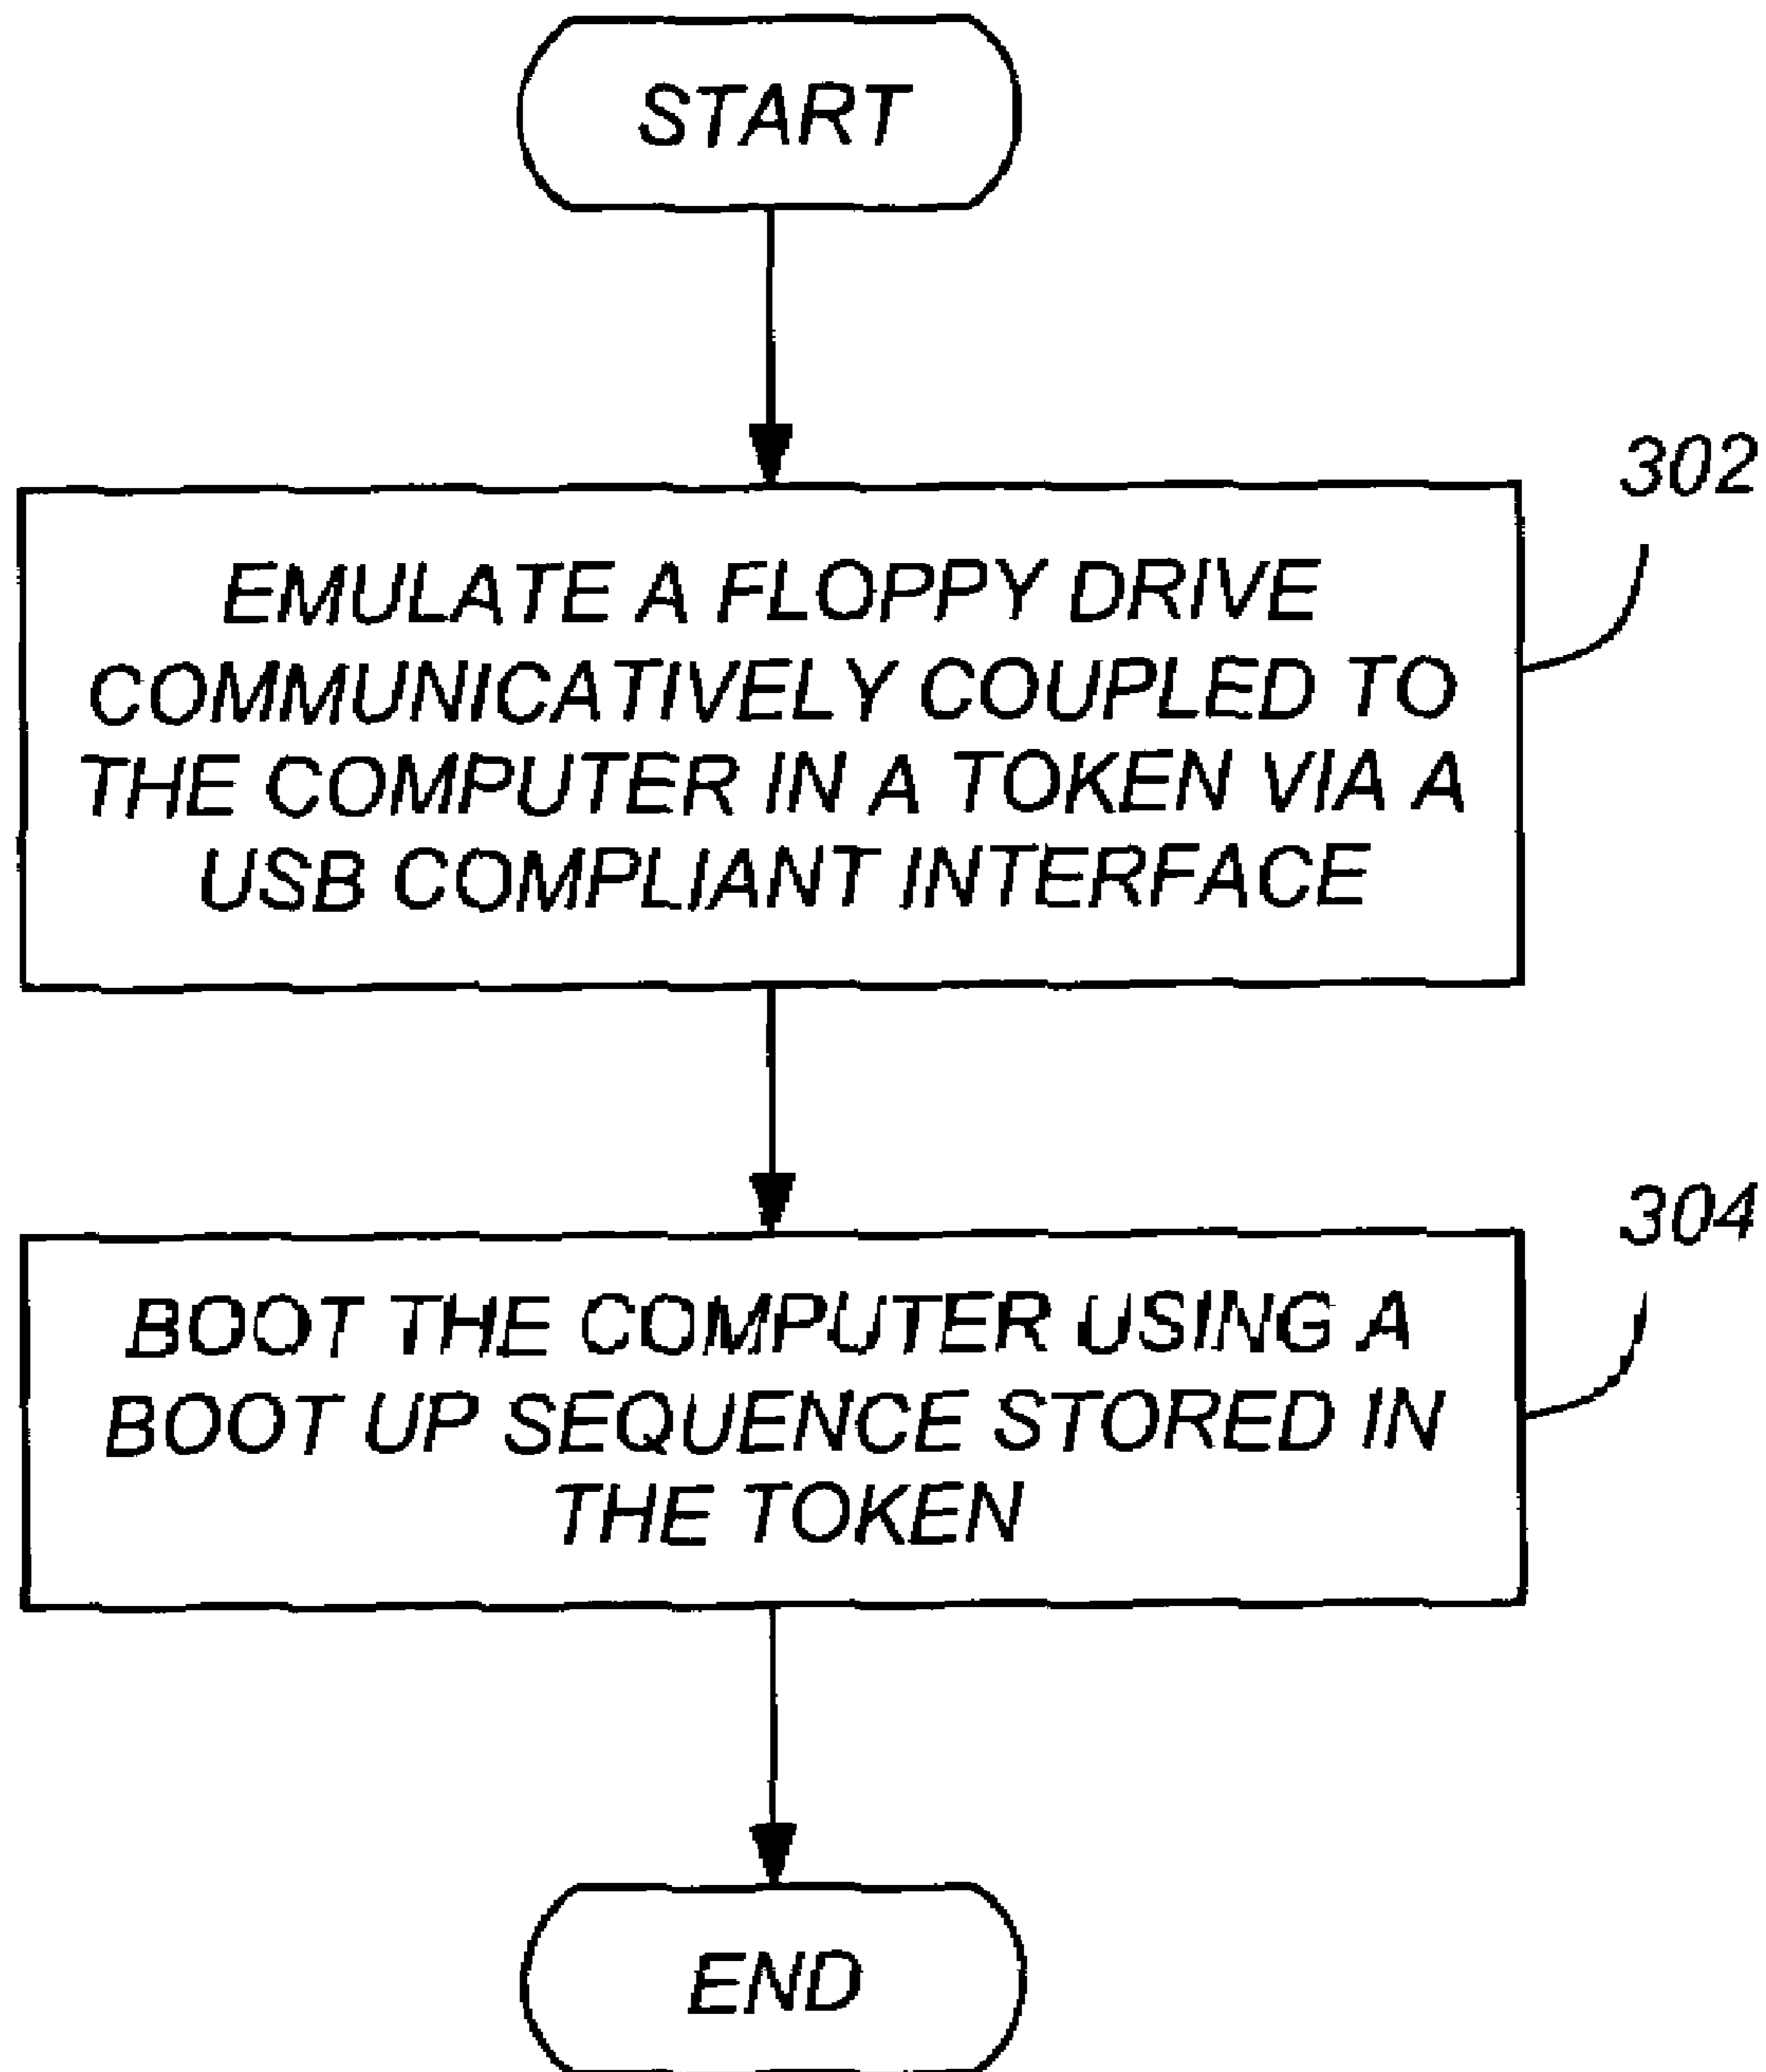 START
302
EMULATE A FLOPPY DRIVE
COMMUNICATIVELY COUPLED TO
THE COMPUTER IN A TOKEN VIA A
USB COMPLIANT INTERFACE
304
BOOT THE COMPUTER USING A
BOOT UP SEQUENCE STORED IN
THE TOKEN
END